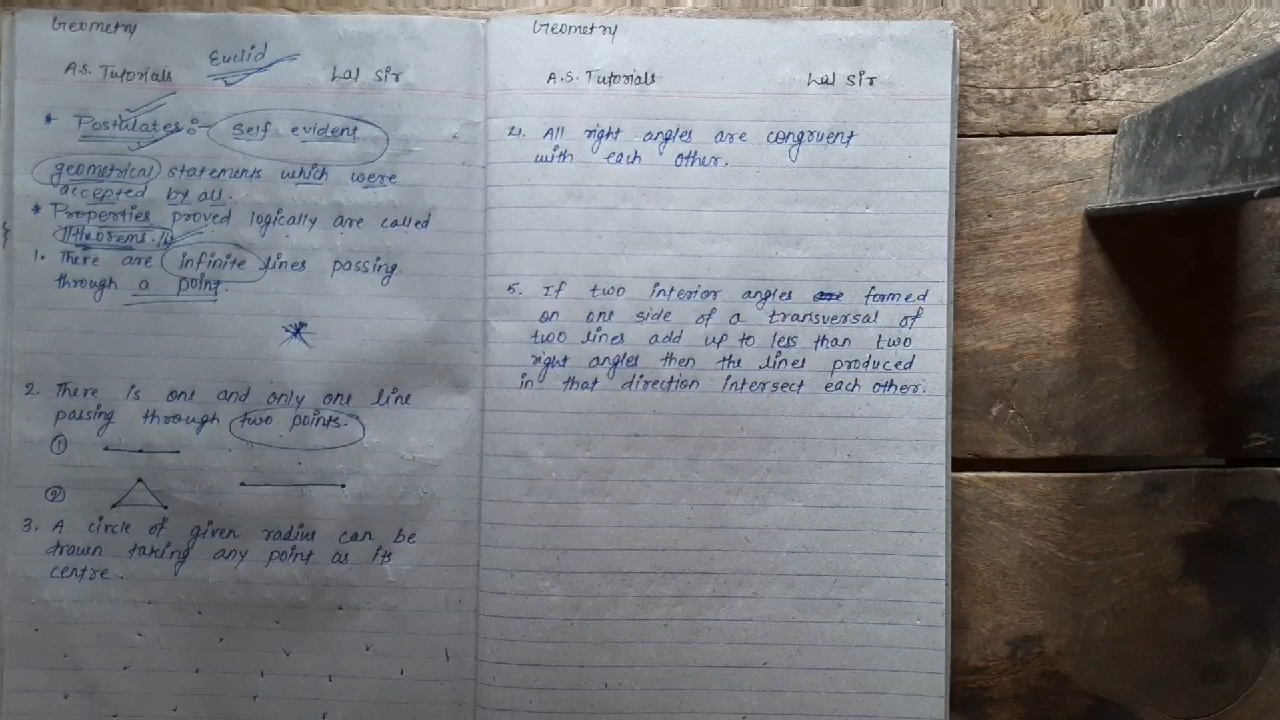 Geometry
Euclid
A.S. Tutorials Lal Sir
* Postulates:- Self evident
geometrical statements which were
accepted by all.
* Properties proved logically are called
Theorems.
1. There are infinite lines passing
through a point.
2. There is one and only one line
passing through two points.
①
②
3. A circle of given radius can be
drawn taking any point as its
centre.
Geometry
A.S. Tutorials Lal Sir
4. All right angles are congruent
with each other.
5. If two interior angles formed
on one side of a transversal of
two lines add up to less than two
right angles then the lines produced
in that direction intersect each other.